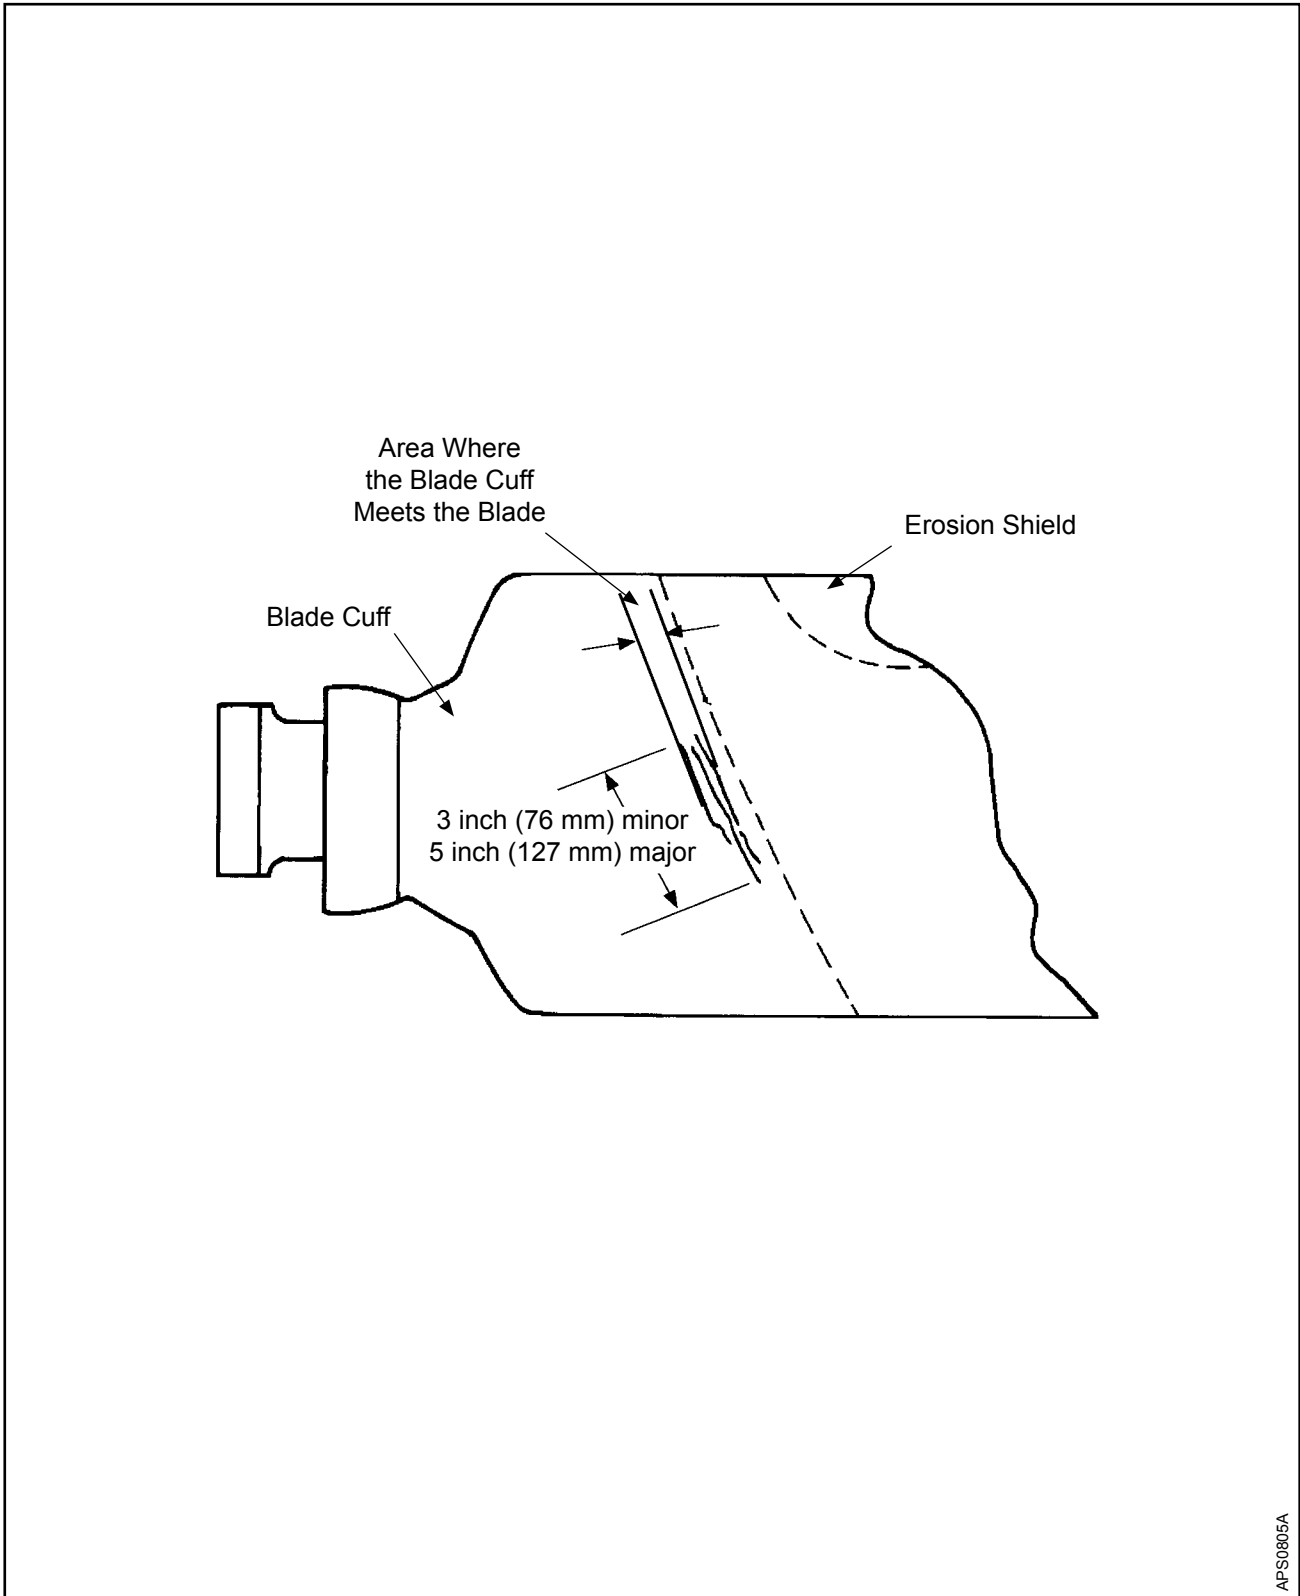 Area Where
the Blade Cuff
Meets the Blade
Erosion Shield
Blade Cuff
3 inch (76 mm) minor
5 inch (127 mm) major
APS0805A